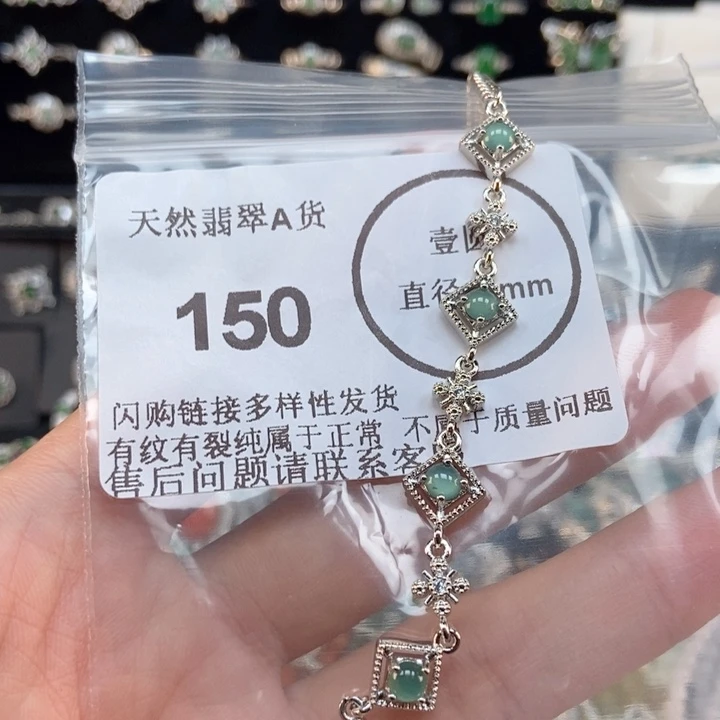 天然翡翠A货
150
壹圆
直径 mm
闪购链接多样性发货
有纹有裂纯属于正常 不属于质量问题
售后问题请联系客